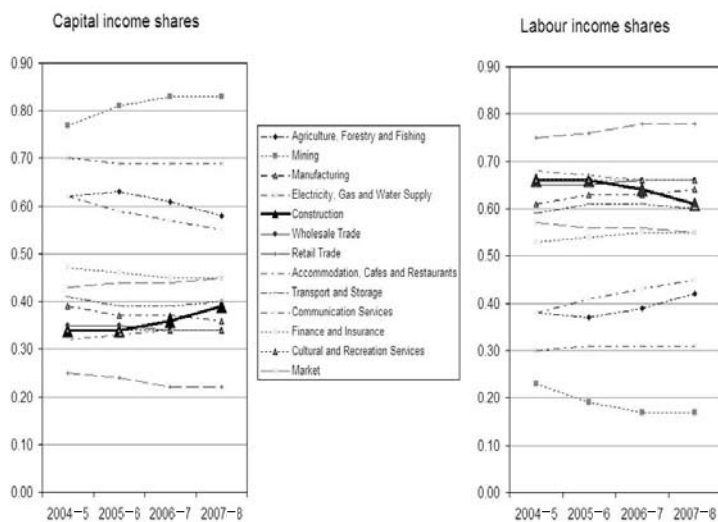 Capital income shares
0.90
0.80
0.70
0.60
0.50
0.40
0.30
0.20
0.10
0.00
2004-5 2005-6 2006-7 2007-8
Agriculture, Forestry and Fishing
Mining
Manufacturing
Electricity, Gas and Water Supply
Construction
Wholesale Trade
Retail Trade
Accommodation, Cafes and Restaurants
Transport and Storage
Communication Services
Finance and Insurance
Cultural and Recreation Services
Market
Labour income shares
0.90
0.80
0.70
0.60
0.50
0.40
0.30
0.20
0.10
0.00
2004-5 2005-6 2006-7 2007-8